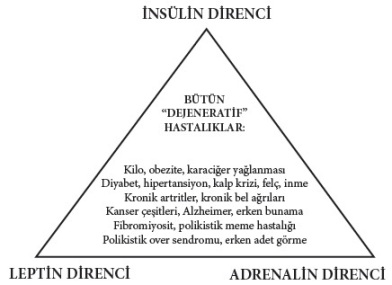 İNSÜLİN DİRENCİ
BÜTÜN
“DEJENERATİF”
HASTALIKLAR:
Kilo, obezite, karaciğer yağlanması
Diyabet, hipertansiyon, kalp krizi, felç, inme
Kronik artritler, kronik bel ağrıları
Kanser çeşitleri, Alzheimer, erken bunama
Fibromiyosit, polikistik meme hastalığı
Polikistik over sendromu, erken adet görme
LEPTİN DİRENCİ ADRENALİN DİRENCİ